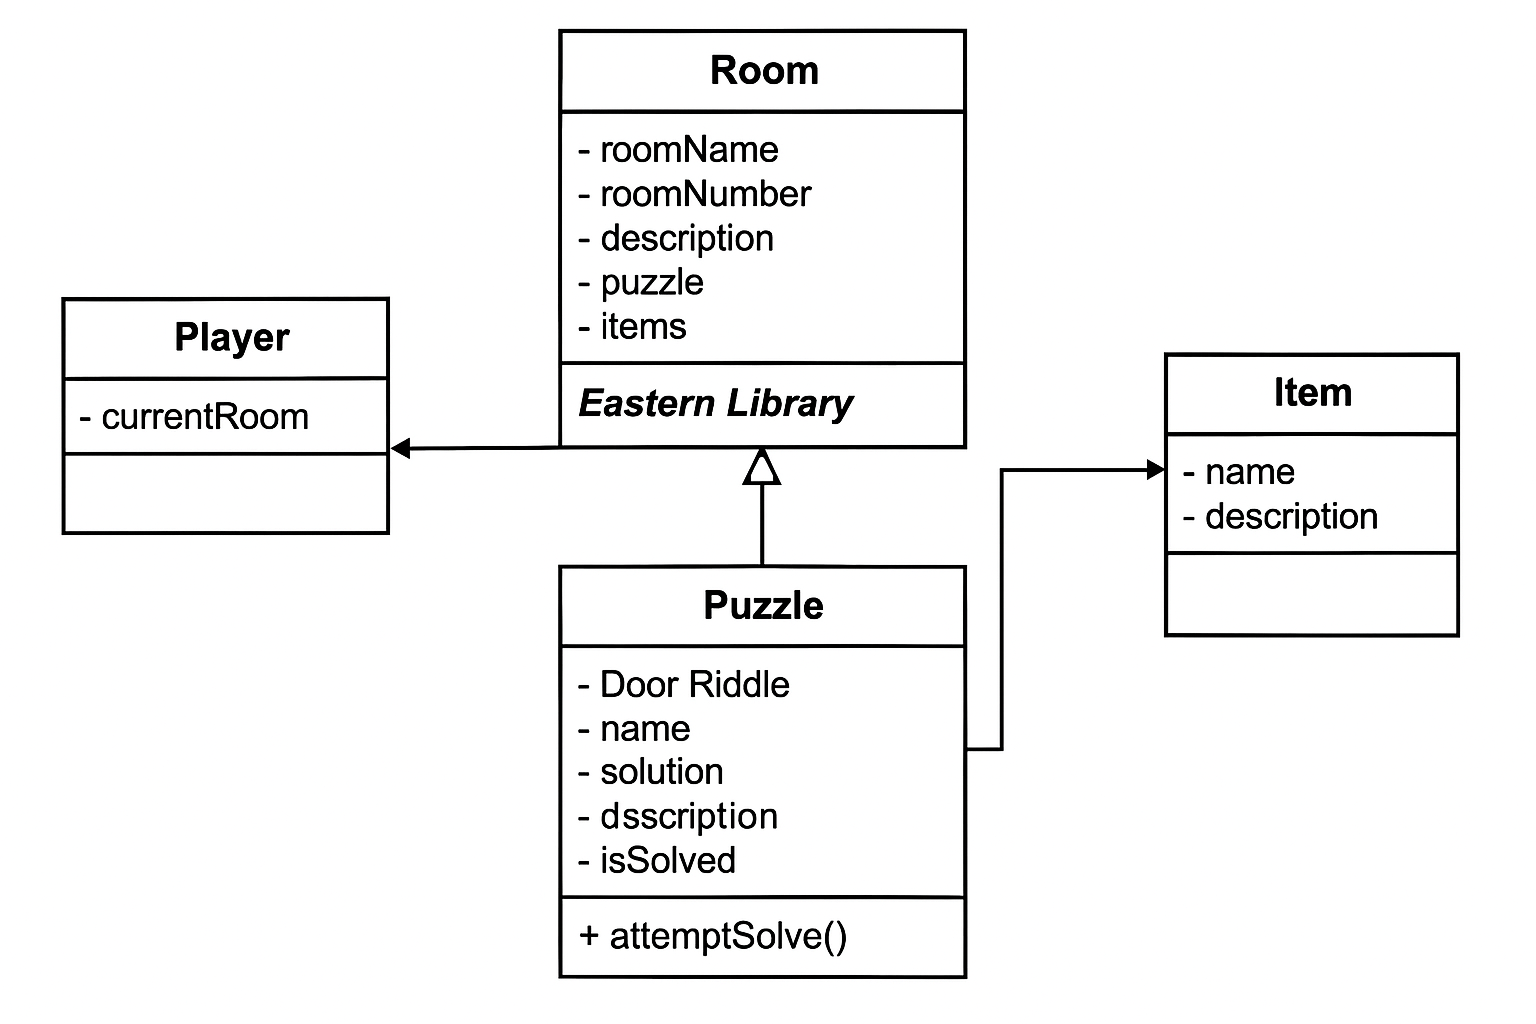 Room
- roomName
- roomNumber
- description
- puzzle
- items
Eastern Library
Player
- currentRoom
Item
- name
- description
Puzzle
- Door Riddle
- name
- solution
- dsscription
- isSolved
+ attemptSolve()